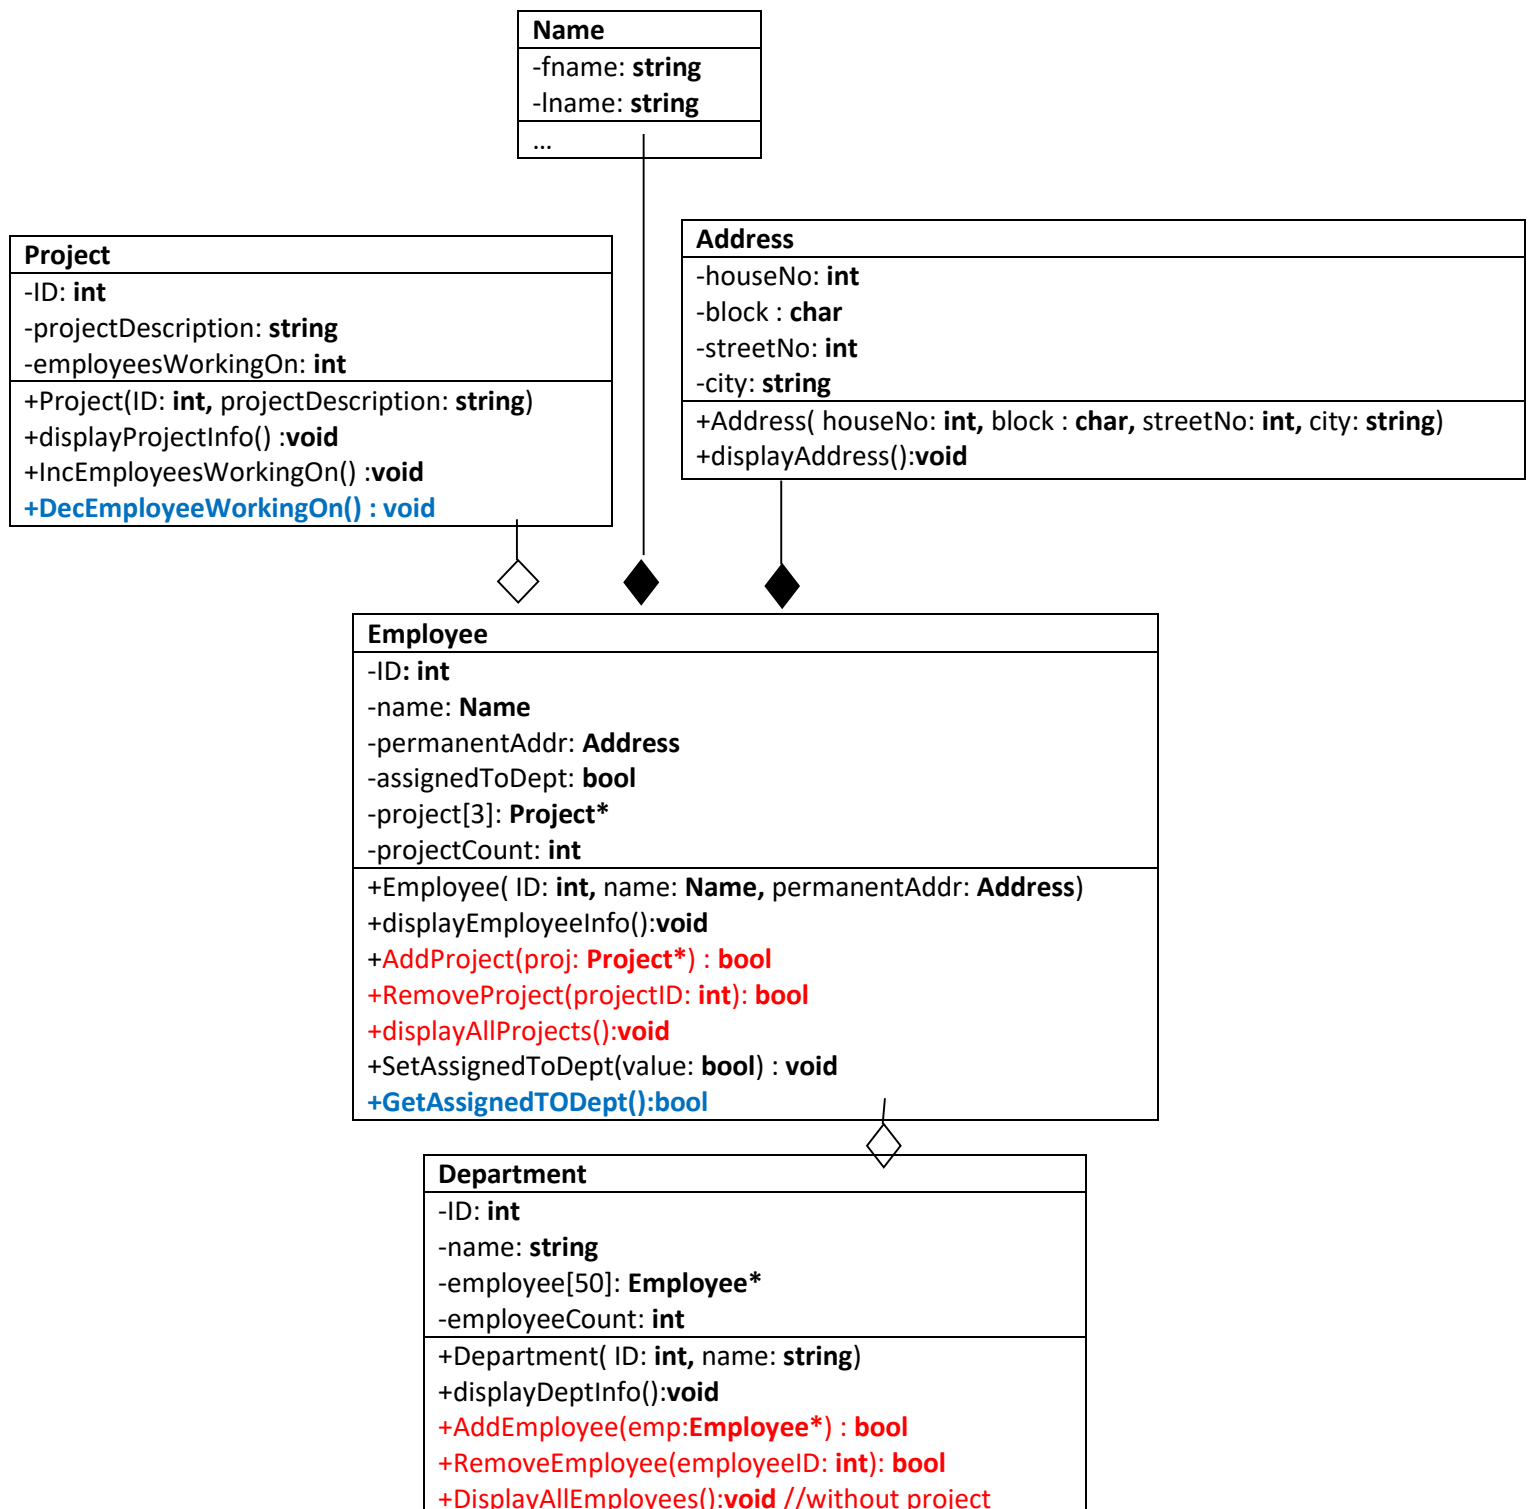 Name
-fname: string
-lname: string
...
Project
-ID: int
-projectDescription: string
-employeesWorkingOn: int
+Project(ID: int, projectDescription: string)
+displayProjectInfo() :void
+IncEmployeesWorkingOn() :void
+DecEmployeeWorkingOn() : void
Address
-houseNo: int
-block : char
-streetNo: int
-city: string
+Address( houseNo: int, block : char, streetNo: int, city: string)
+displayAddress():void
Employee
-ID: int
-name: Name
-permanentAddr: Address
-assignedToDept: bool
-project[3]: Project*
-projectCount: int
+Employee( ID: int, name: Name, permanentAddr: Address)
+displayEmployeeInfo():void
+AddProject(proj: Project*) : bool
+RemoveProject(projectID: int): bool
+displayAllProjects():void
+SetAssignedToDept(value: bool) : void
+GetAssignedTODept():bool
Department
-ID: int
-name: string
-employee[50]: Employee*
-employeeCount: int
+Department( ID: int, name: string)
+displayDeptInfo():void
+AddEmployee(emp:Employee*) : bool
+RemoveEmployee(employeeID: int): bool
+DisplayAllEmployees():void //without project